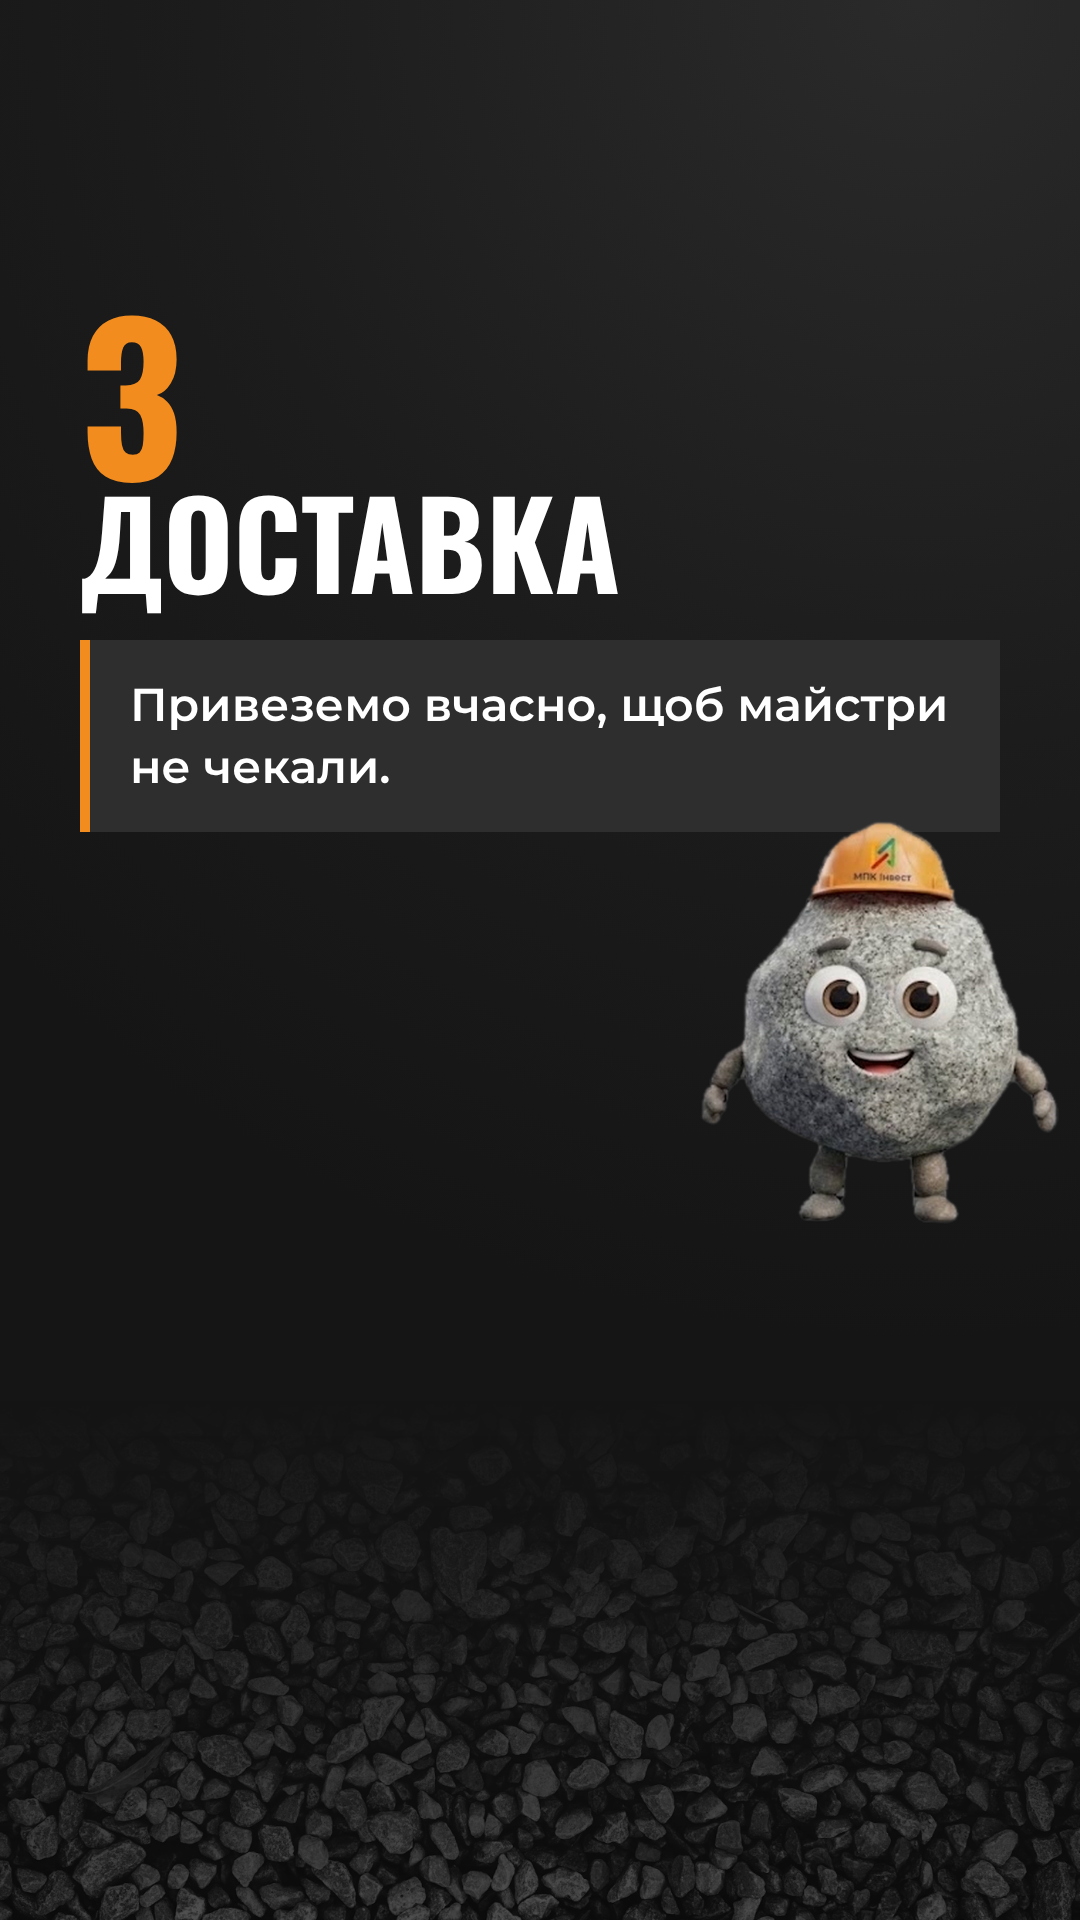 3
ДОСТАВКА
Привеземо вчасно, щоб майстри
не чекали.
МПК Інвест